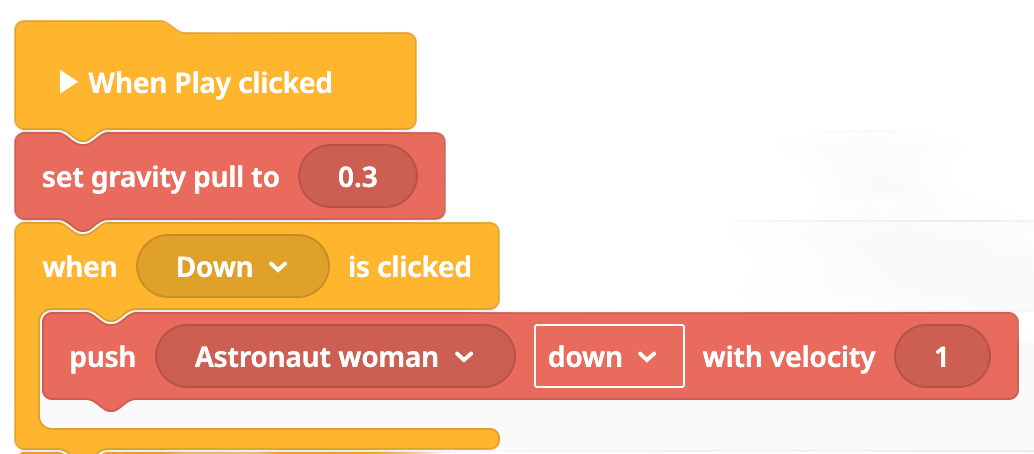 When Play clicked
set gravity pull to 0.3
when Down is clicked
push Astronaut woman down with velocity 1